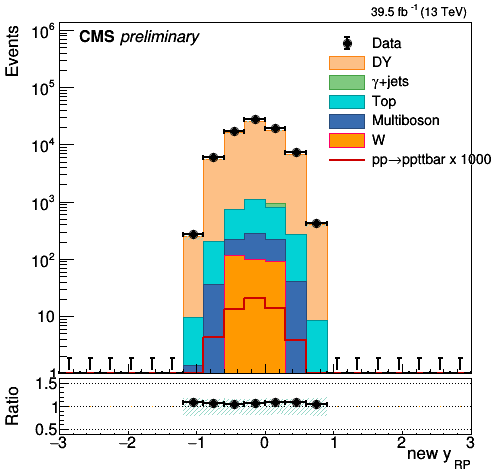 39.5 fb⁻¹ (13 TeV)
CMS preliminary
Events
10⁶
10⁵
10⁴
10³
10²
10
1
Data
DY
γ+jets
Top
Multiboson
W
pp→ppttbar x 1000
Ratio
1.5
1
0.5
−3 −2 −1 0 1 2 3
new y_RP